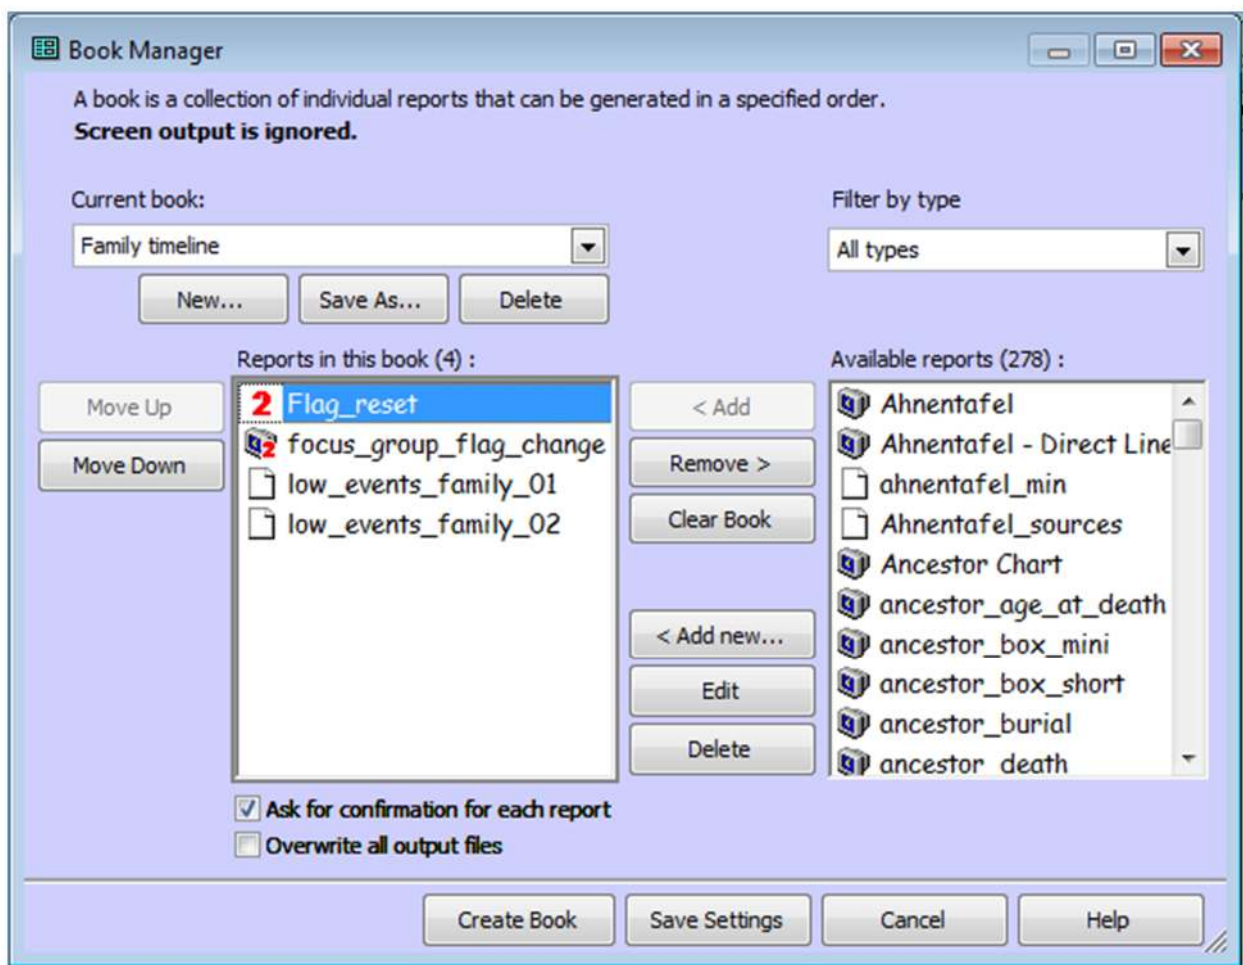 Book Manager
A book is a collection of individual reports that can be generated in a specified order.
Screen output is ignored.
Current book:
Filter by type
Family timeline
All types
New...
Save As...
Delete
Reports in this book (4) :
Available reports (278) :
Move Up
Move Down
2 Flag_reset
2 focus_group_flag_change
low_events_family_01
low_events_family_02
< Add
Remove >
Clear Book
< Add new...
Edit
Delete
Ahnentafel
Ahnentafel - Direct Line
ahnentafel_min
Ahnentafel_sources
Ancestor Chart
ancestor_age_at_death
ancestor_box_mini
ancestor_box_short
ancestor_burial
ancestor_death
Ask for confirmation for each report
Overwrite all output files
Create Book
Save Settings
Cancel
Help